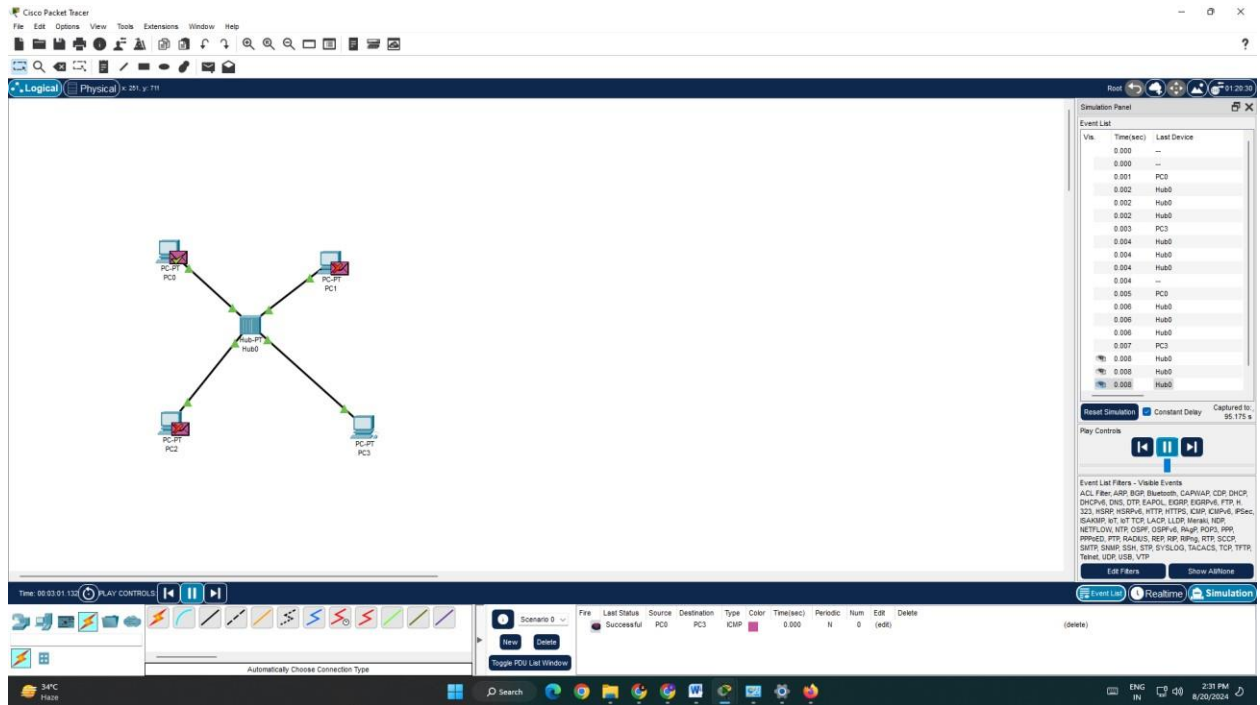 Cisco Packet Tracer
File Edit Options View Tools Extensions Window Help
?
Logical Physical x: 251, y: 711
Root 01:20:30
Simulation Panel
Event List
Vis. Time(sec) Last Device
0.000 --
0.000 --
0.001 PC0
0.002 Hub0
0.002 Hub0
0.002 Hub0
0.003 PC3
0.004 Hub0
0.004 Hub0
0.004 Hub0
0.004 --
0.005 PC0
0.006 Hub0
0.006 Hub0
0.006 Hub0
0.007 PC3
0.008 Hub0
0.008 Hub0
0.008 Hub0
Reset Simulation Constant Delay Captured to:
95.175 s
Play Controls
PC-PT
PC0
PC-PT
PC1
Hub-PT
Hub0
PC-PT
PC2
PC-PT
PC3
Event List Filters - Visible Events
ACL Filter, ARP, BGP, Bluetooth, CAPWAP, CDP, DHCP,
DHCPv6, DNS, DTP, EAPOL, EIGRP, EIGRPv6, FTP, H.
323, HSRP, HSRPv6, HTTP, HTTPS, ICMP, ICMPv6, IPSec,
ISAKMP, IoT, IoT TCP, LACP, LLDP, Meraki, NDP,
NETFLOW, NTP, OSPF, OSPFv6, PAgP, POP3, PPP,
PPPoED, PTP, RADIUS, REP, RIP, RIPng, RTP, SCCP,
SMTP, SNMP, SSH, STP, SYSLOG, TACACS, TCP, TFTP,
Telnet, UDP, USB, VTP
Edit Filters Show All/None
Time: 00:03:01.132 PLAY CONTROLS
Event List Realtime Simulation
Automatically Choose Connection Type
Scenario 0
New Delete
Toggle PDU List Window
Fire Last Status Source Destination Type Color Time(sec) Periodic Num Edit Delete
Successful PC0 PC3 ICMP 0.000 N 0 (edit) (delete)
34°C
Haze
Search
ENG
IN
2:31 PM
8/20/2024